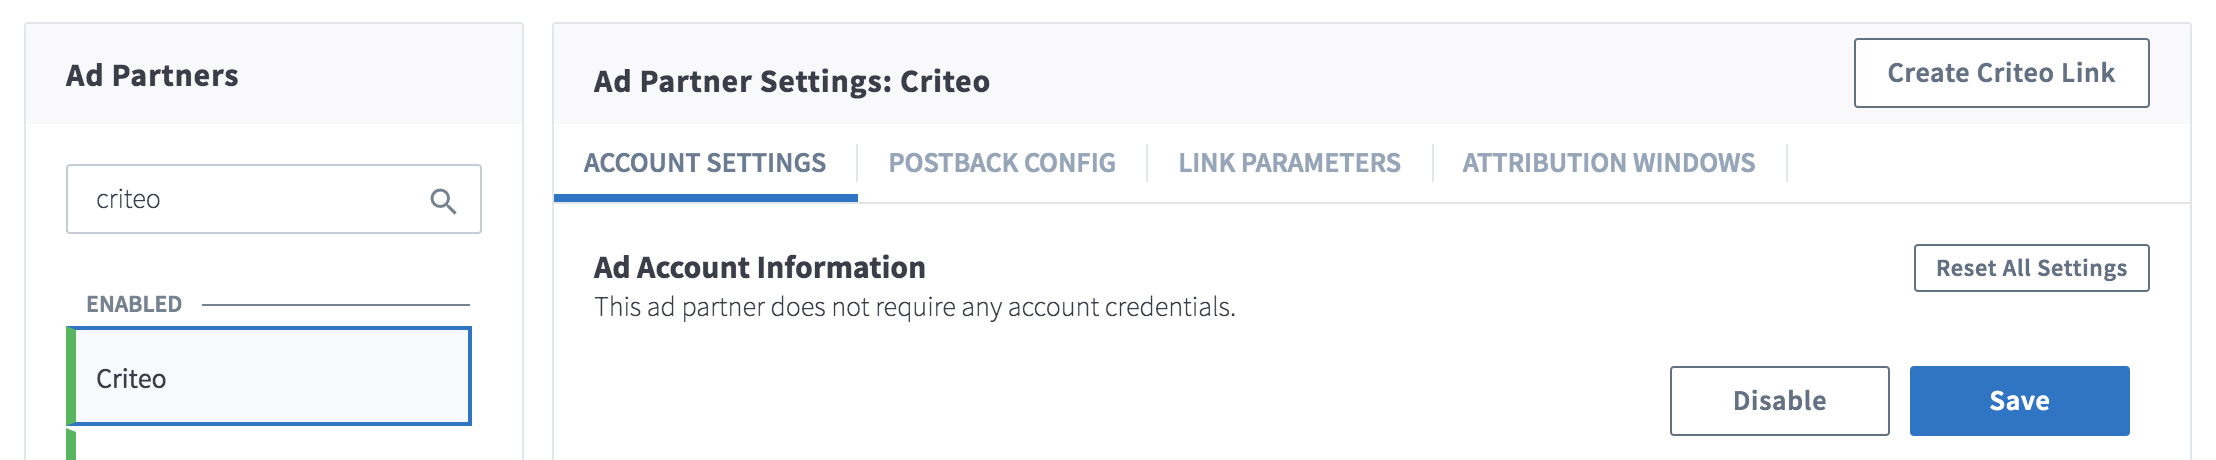 Ad Partners
criteo
ENABLED
Criteo
Ad Partner Settings: Criteo
Create Criteo Link
ACCOUNT SETTINGS
POSTBACK CONFIG
LINK PARAMETERS
ATTRIBUTION WINDOWS
Ad Account Information
Reset All Settings
This ad partner does not require any account credentials.
Disable
Save